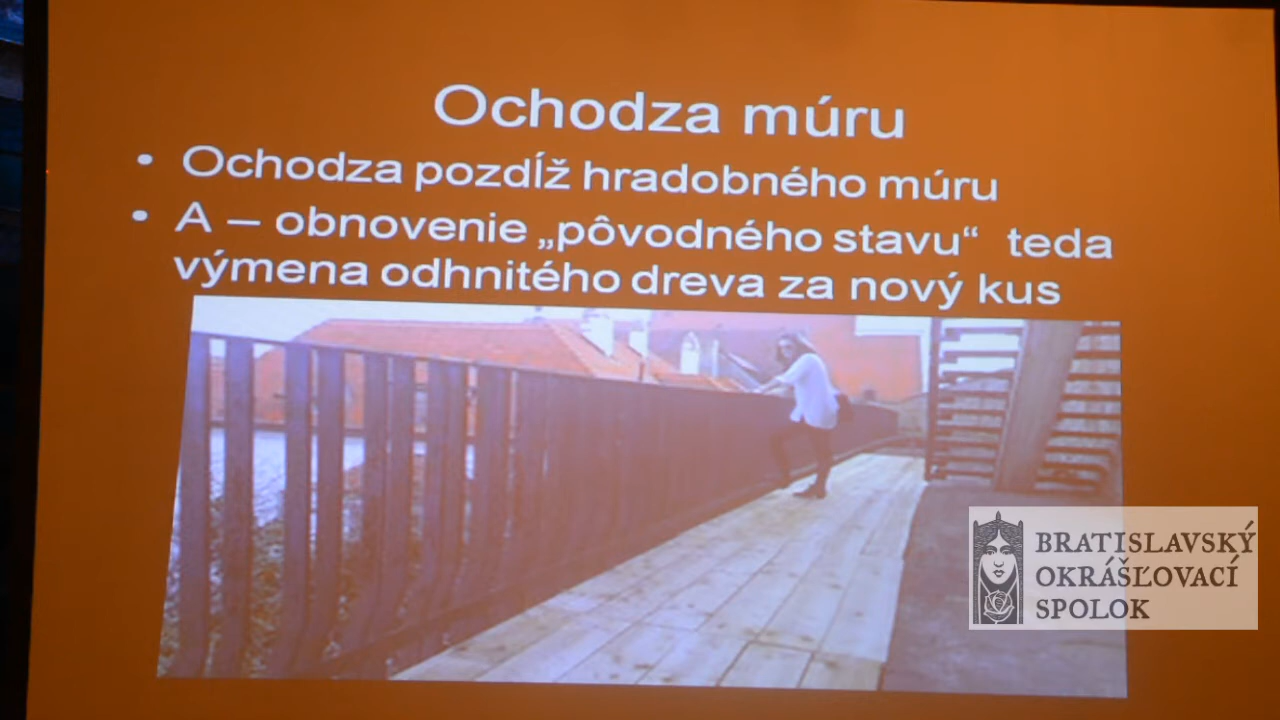 Ochodza múru
• Ochodza pozdĺž hradobného múru
• A – obnovenie „pôvodného stavu“ teda
výmena odhnitého dreva za nový kus
BRATISLAVSKÝ
OKRÁŠĽOVACÍ
SPOLOK